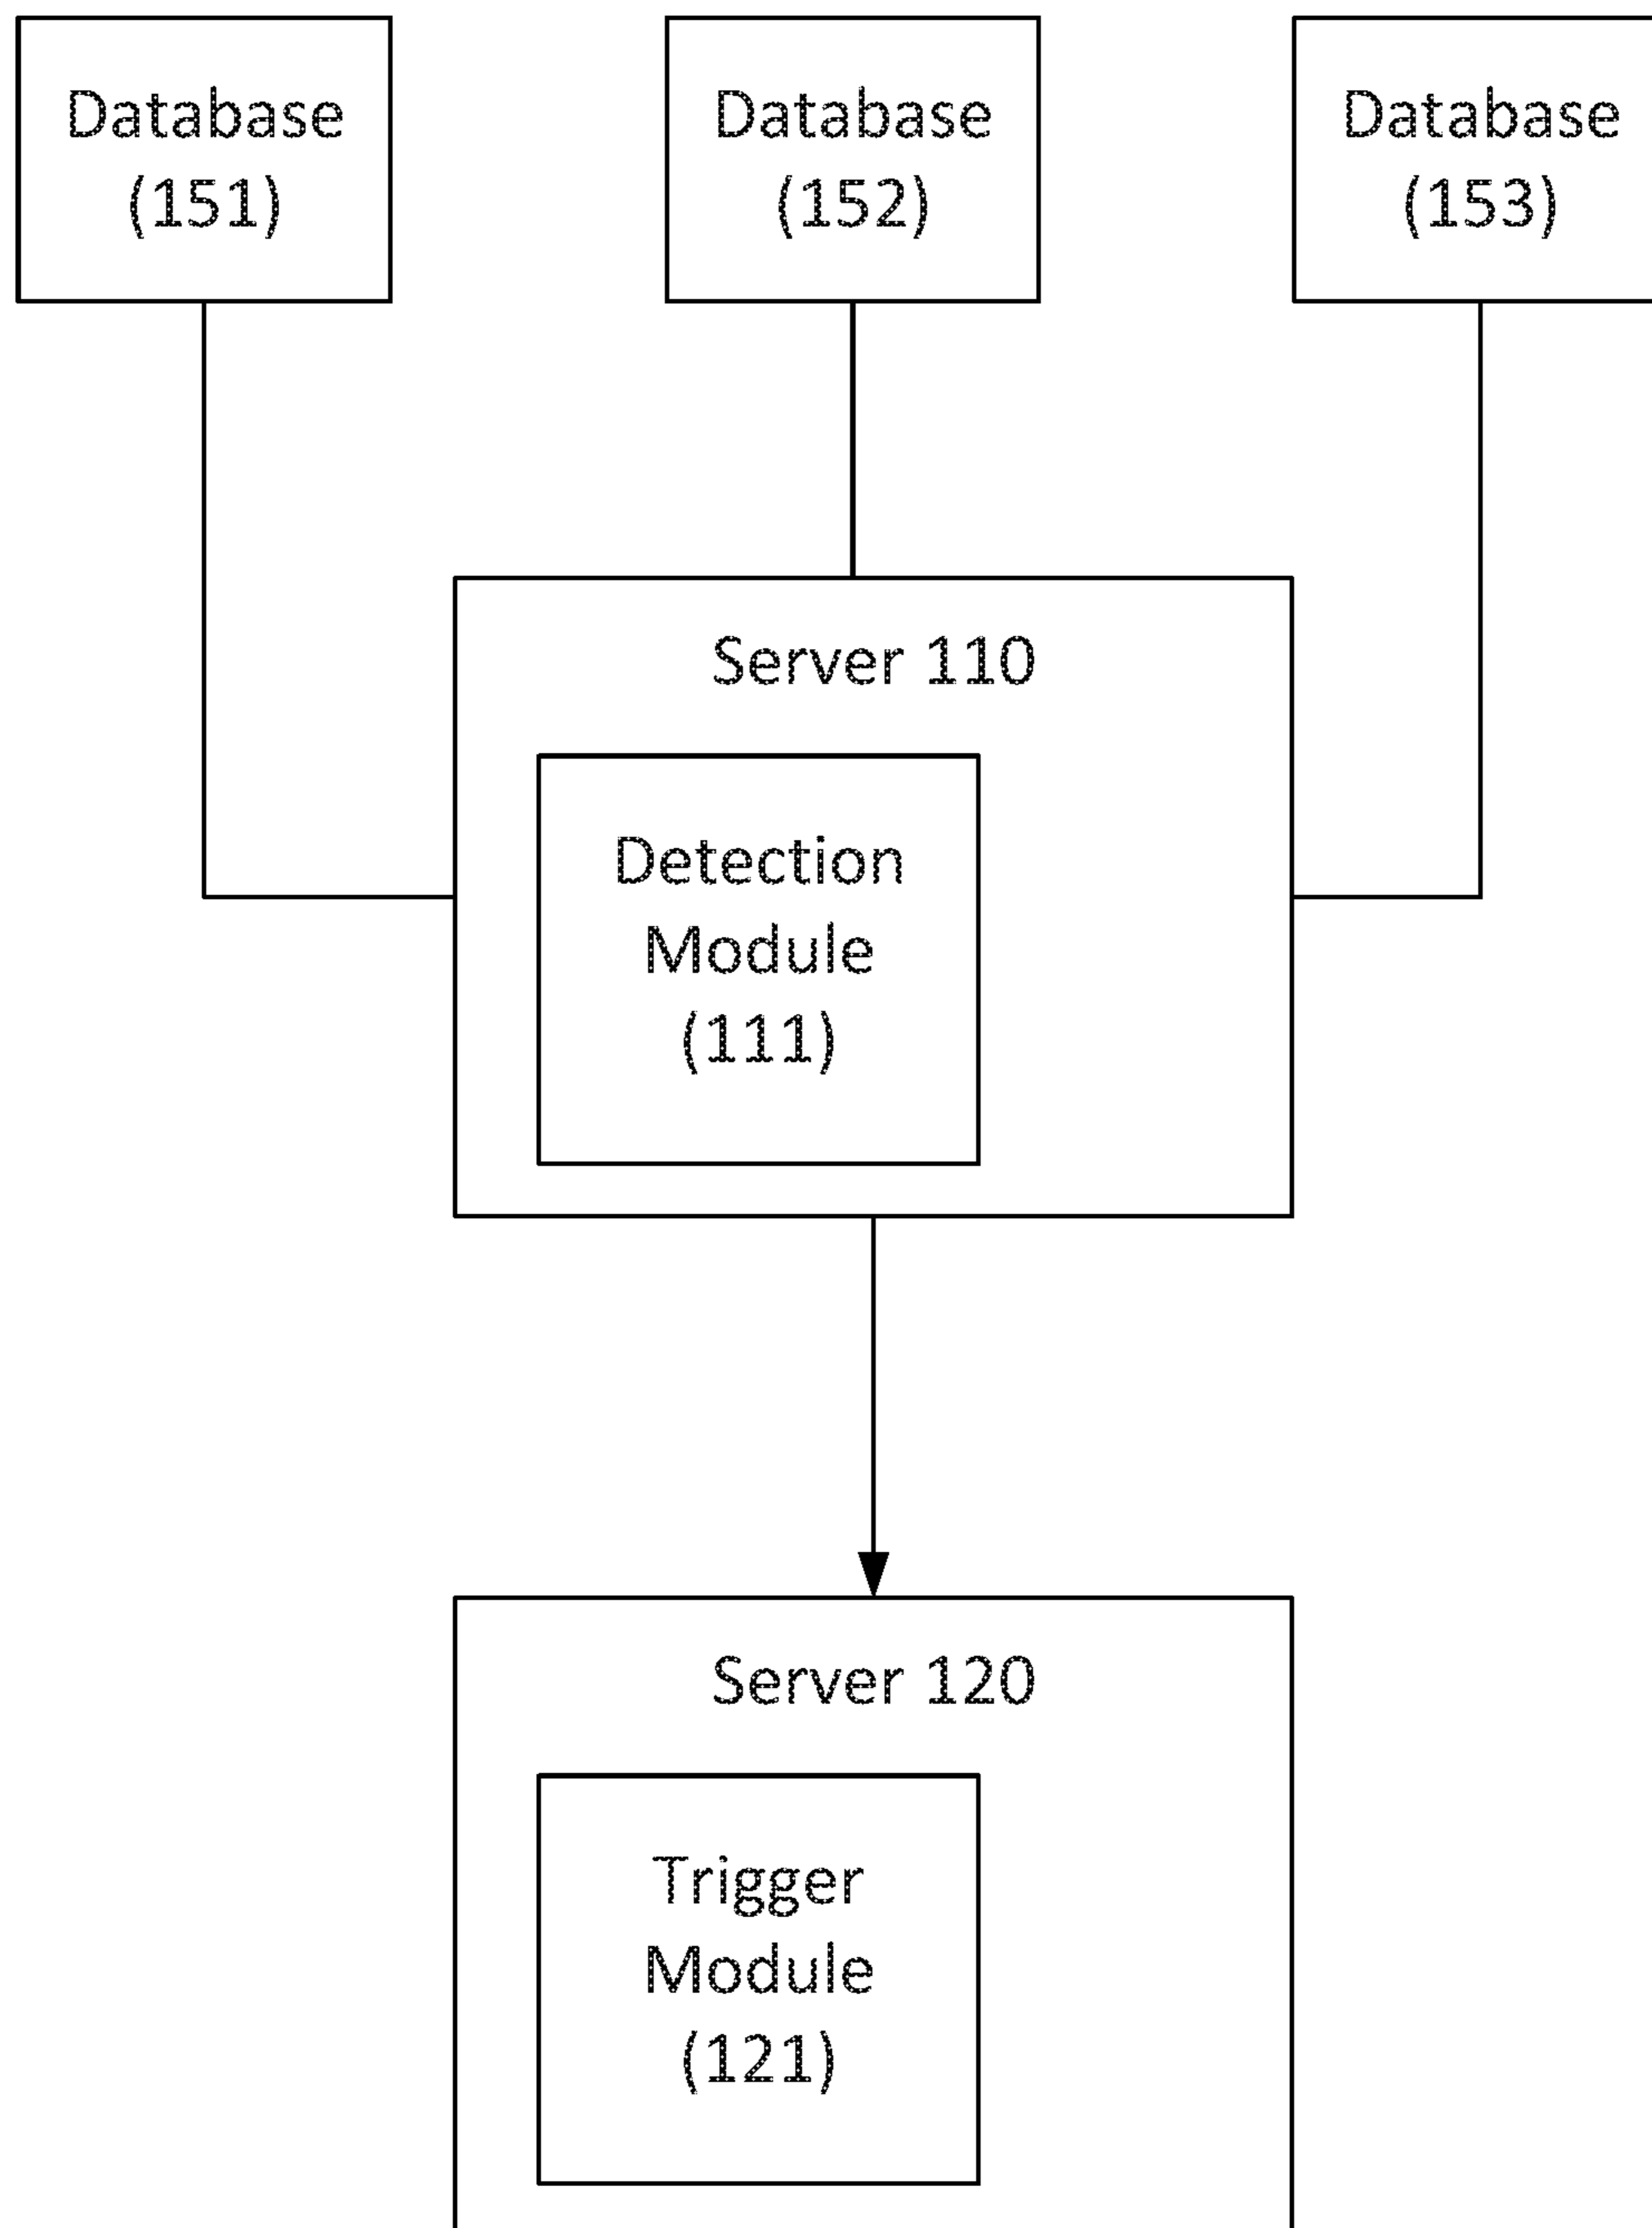 Database
(151)
Database
(152)
Database
(153)
Server 110
Detection
Module
(111)
Server 120
Trigger
Module
(121)